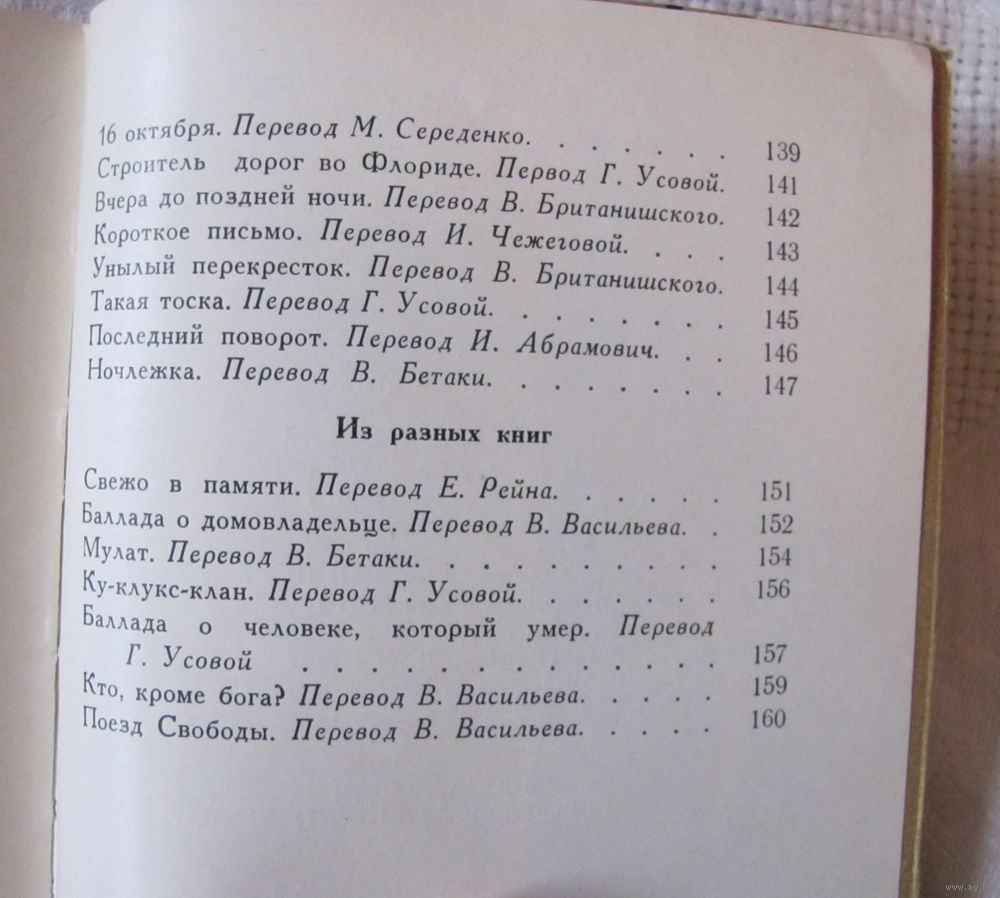 16 октября. Перевод М. Середенко. . . . . . . 139
Строитель дорог во Флориде. Первод Г. Усовой. 141
Вчера до поздней ночи. Перевод В. Британишского. 142
Короткое письмо. Перевод И. Чежеговой. . . . 143
Унылый перекресток. Перевод В. Британишского. 144
Такая тоска. Перевод Г. Усовой. . . . . . . . 145
Последний поворот. Перевод И. Абрамович. . . 146
Ночлежка. Перевод В. Бетаки. . . . . . . . 147
Из разных книг
Свежо в памяти. Перевод Е. Рейна. . . . . . 151
Баллада о домовладельце. Перевод В. Васильева. . 152
Мулат. Перевод В. Бетаки. . . . . . . . . . 154
Ку-клукс-клан. Перевод Г. Усовой. . . . . . . 156
Баллада о человеке, который умер. Перевод
Г. Усовой . . . . . . . . . . . . . . 157
Кто, кроме бога? Перевод В. Васильева. . . . . 159
Поезд Свободы. Перевод В. Васильева. . . . . 160